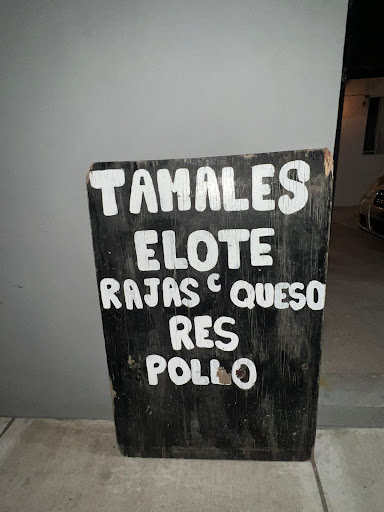 TAMALES
ELOTE
RAJAS C QUESO
RES
POLLO